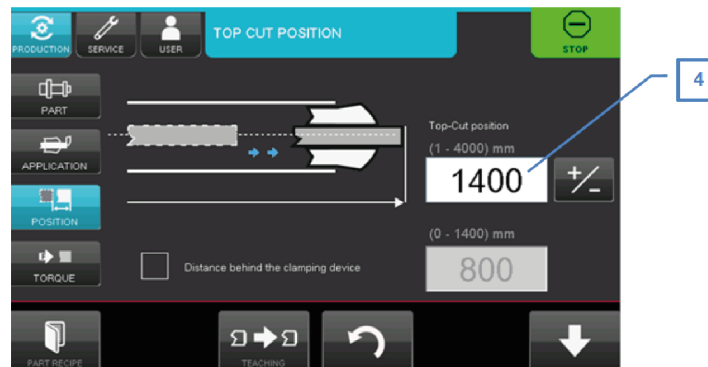 PRODUCTION
SERVICE
USER
TOP CUT POSITION
STOP
4
PART
APPLICATION
POSITION
TORQUE
Top-Cut position
(1 - 4000) mm
1400
+/-
(0 - 1400) mm
800
Distance behind the clamping device
PART RECIPE
TEACHING